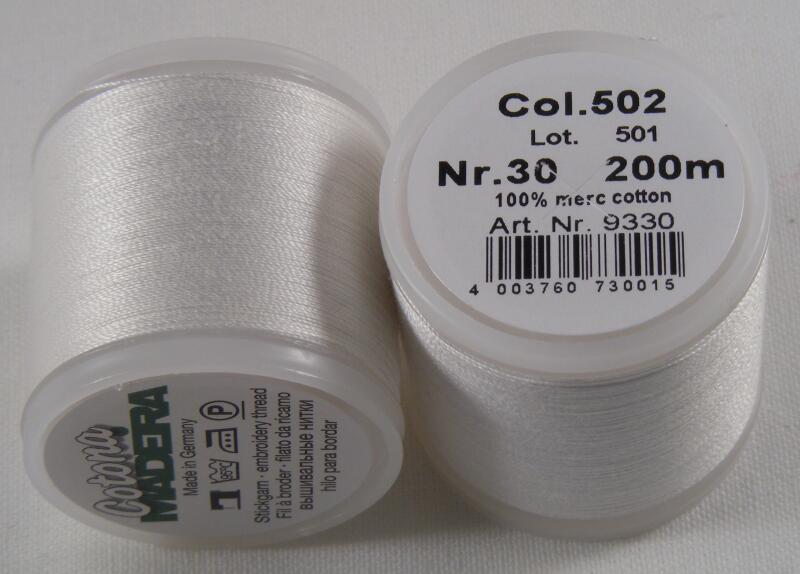 Cotona
MADEIRA
Made in Germany
95°C P
Stickgarn · embroidery thread
Fil à broder · filato da ricamo
вышивальные нитки
hilo para bordar
Col.502
Lot. 501
Nr.30 200m
100% merc cotton
Art. Nr. 9330
4 003760 730015